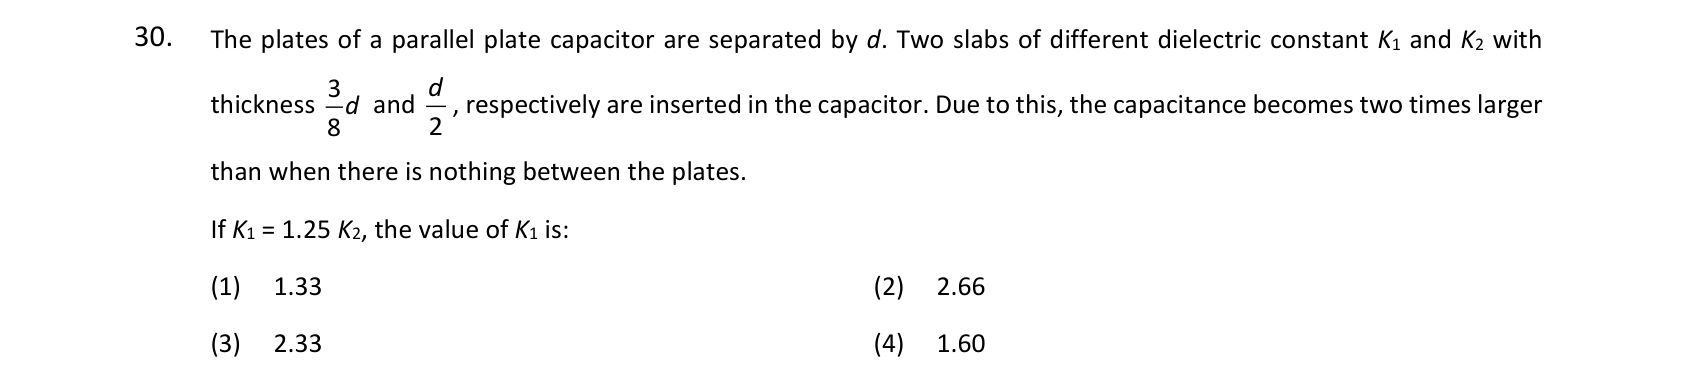 30. The plates of a parallel plate capacitor are separated by d. Two slabs of different dielectric constant K₁ and K₂ with
thickness 3/8 d and d/2, respectively are inserted in the capacitor. Due to this, the capacitance becomes two times larger
than when there is nothing between the plates.
If K₁ = 1.25 K₂, the value of K₁ is:
(1) 1.33 (2) 2.66
(3) 2.33 (4) 1.60